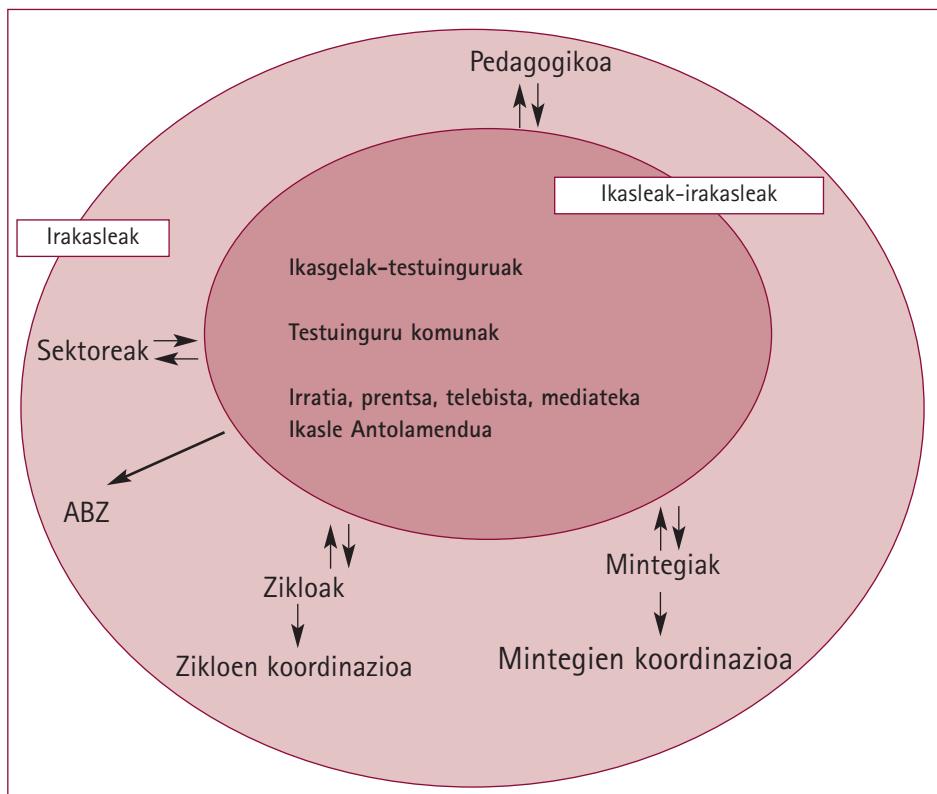 Pedagogikoa
Ikasleak-irakasleak
Irakasleak
Ikasgelak-testuinguruak
Testuinguru komunak
Sektoreak
Irratia, prentsa, telebista, mediateka
Ikasle Antolamendua
ABZ
Zikloak
Mintegiak
Zikloen koordinazioa
Mintegien koordinazioa